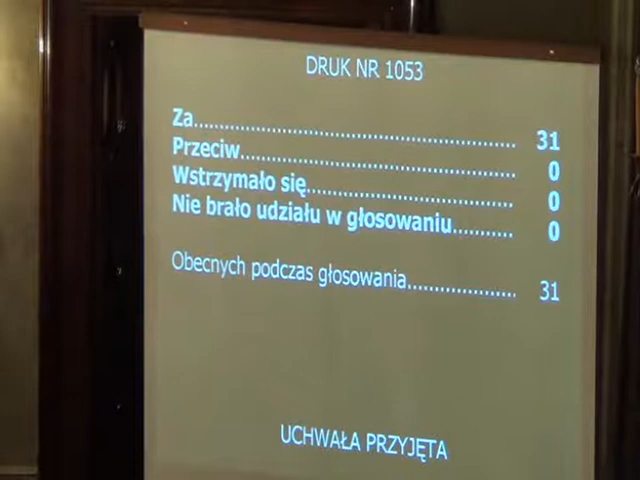 DRUK NR 1053
Za.................................................... 31
Przeciw............................................. 0
Wstrzymało się.................................. 0
Nie brało udziału w głosowaniu.......... 0
Obecnych podczas głosowania.................. 31
UCHWAŁA PRZYJĘTA